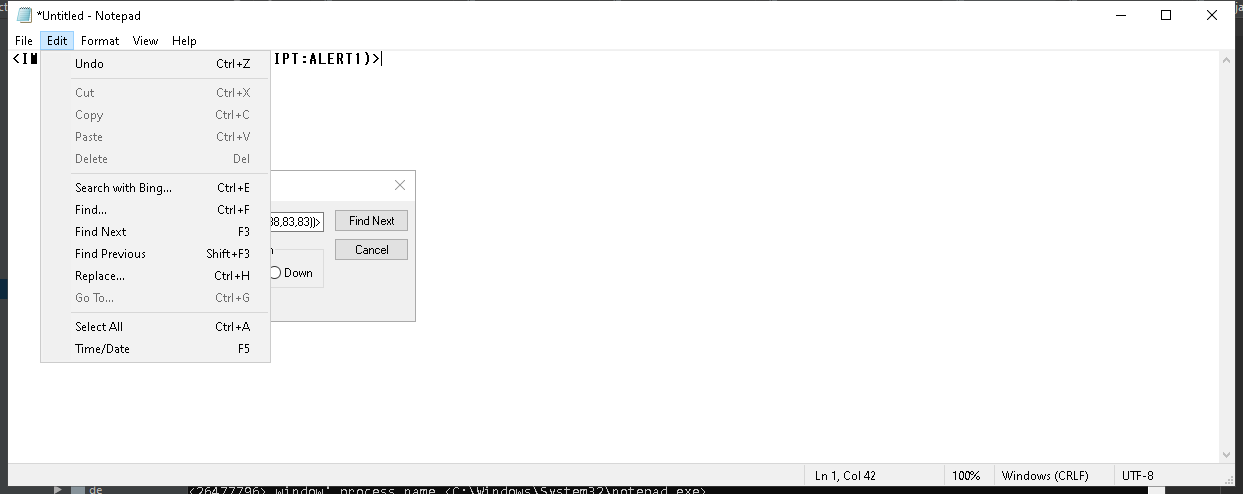 *Untitled - Notepad
File Edit Format View Help
<IM IPT:ALERT1)>
Undo Ctrl+Z
Cut Ctrl+X
Copy Ctrl+C
Paste Ctrl+V
Delete Del
Search with Bing... Ctrl+E
Find... Ctrl+F
Find Next F3
Find Previous Shift+F3
Replace... Ctrl+H
Go To... Ctrl+G
Select All Ctrl+A
Time/Date F5
88,83,83))> Find Next
Cancel
Down
Ln 1, Col 42 100% Windows (CRLF) UTF-8
de <26477796> window' process name <C:\Windows\System32\notepad.exe>